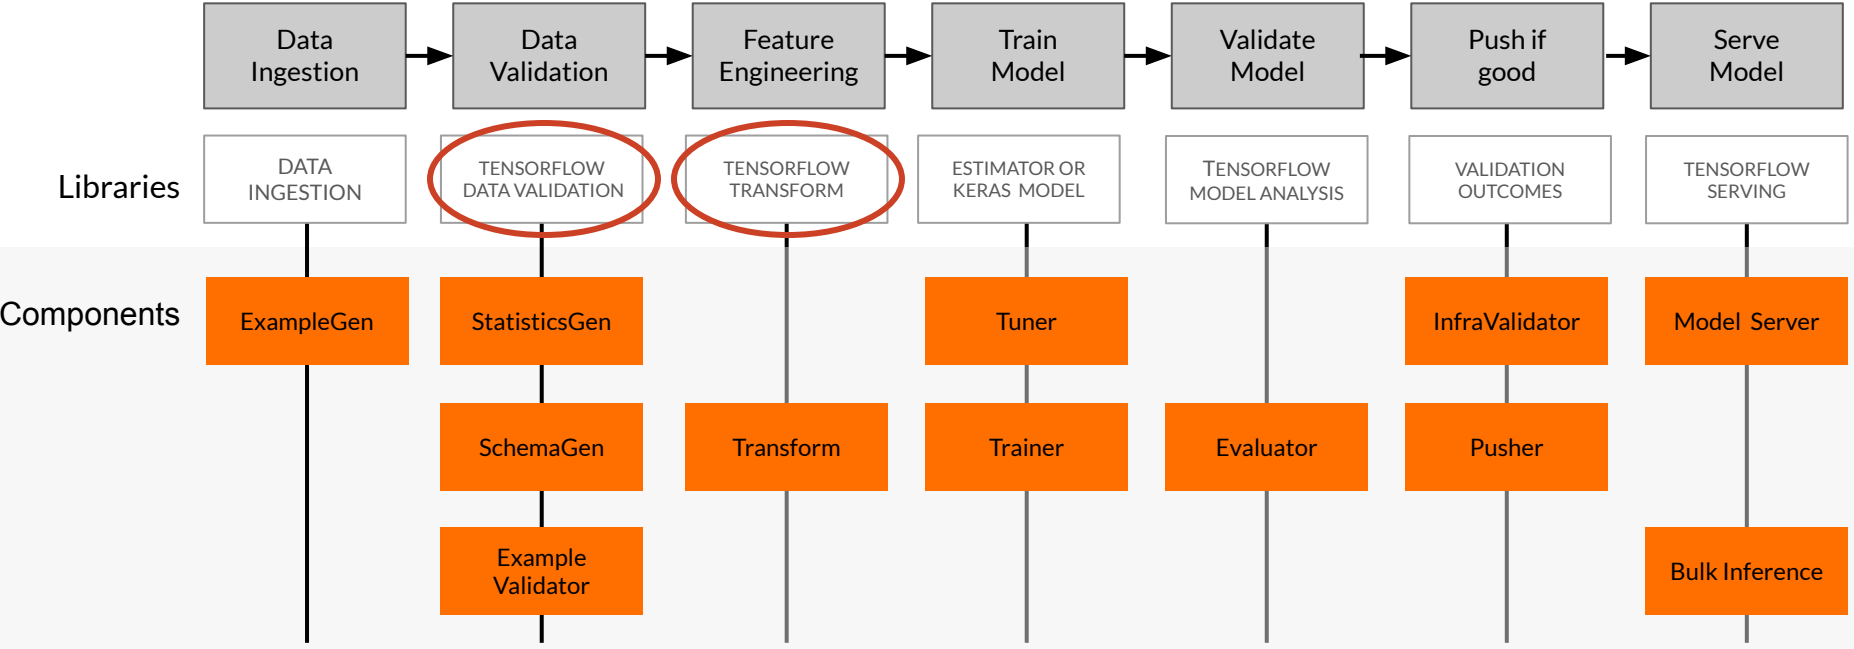 Data
Ingestion
Data
Validation
Feature
Engineering
Train
Model
Validate
Model
Push if
good
Serve
Model
Libraries
DATA
INGESTION
TENSORFLOW
DATA VALIDATION
TENSORFLOW
TRANSFORM
ESTIMATOR OR
KERAS MODEL
TENSORFLOW
MODEL ANALYSIS
VALIDATION
OUTCOMES
TENSORFLOW
SERVING
Components
ExampleGen
StatisticsGen
Tuner
InfraValidator
Model Server
SchemaGen
Transform
Trainer
Evaluator
Pusher
Example
Validator
Bulk Inference